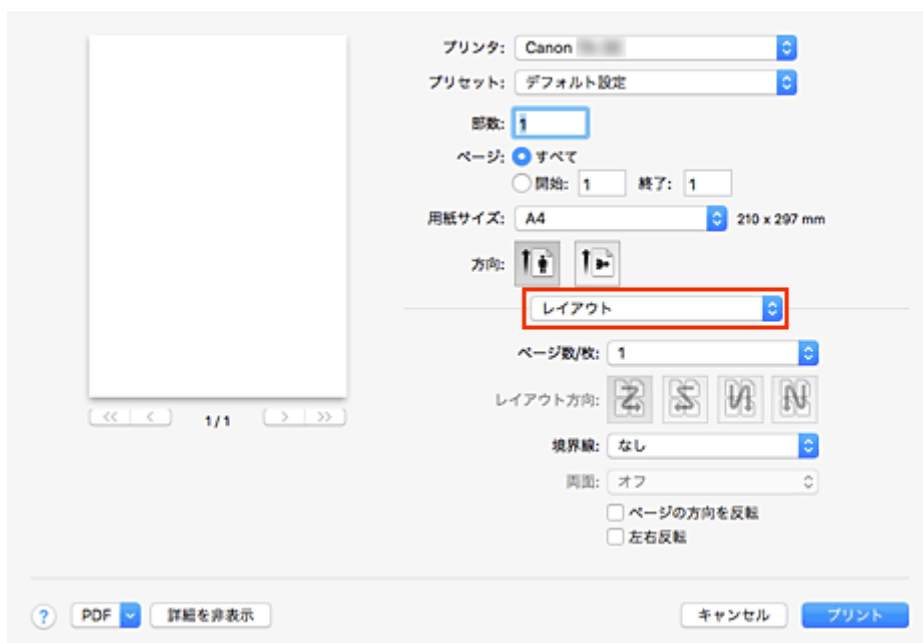 プリンタ: Canon
プリセット: デフォルト設定
部数: 1
ページ: すべて
開始: 1 終了: 1
用紙サイズ: A4 210 x 297 mm
方向:
レイアウト
ページ数/枚: 1
レイアウト方向:
境界線: なし
両面: オフ
ページの方向を反転
左右反転
<< < 1/1 > >>
? PDF 詳細を非表示 キャンセル プリント